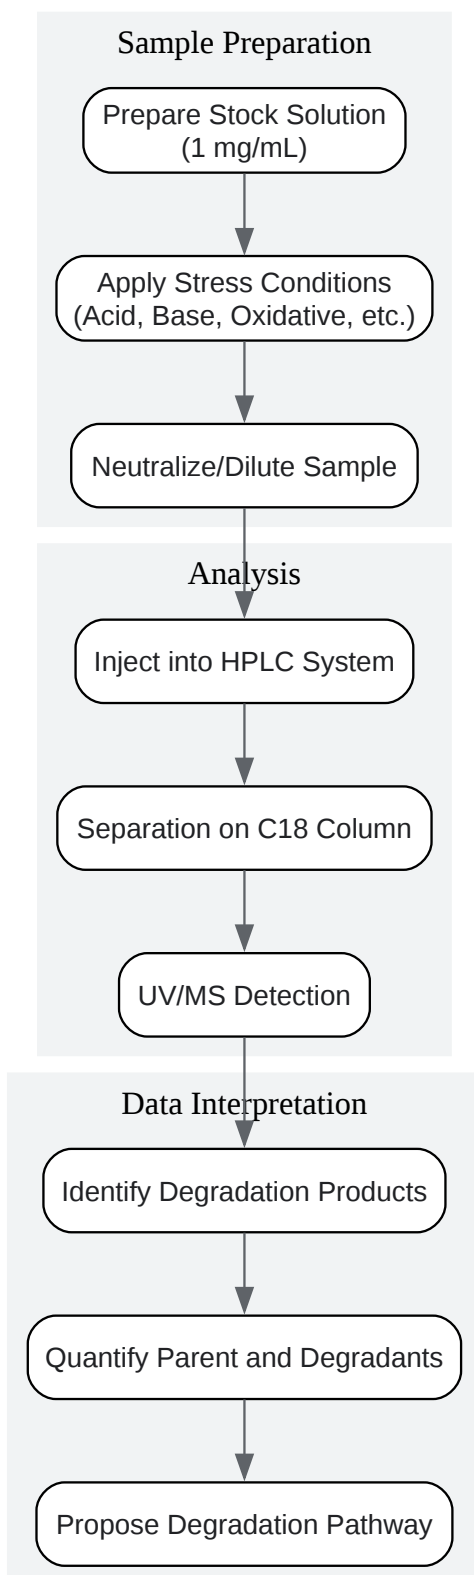 Sample Preparation
Prepare Stock Solution
(1 mg/mL)
Apply Stress Conditions
(Acid, Base, Oxidative, etc.)
Neutralize/Dilute Sample
Analysis
Inject into HPLC System
Separation on C18 Column
UV/MS Detection
Data Interpretation
Identify Degradation Products
Quantify Parent and Degradants
Propose Degradation Pathway